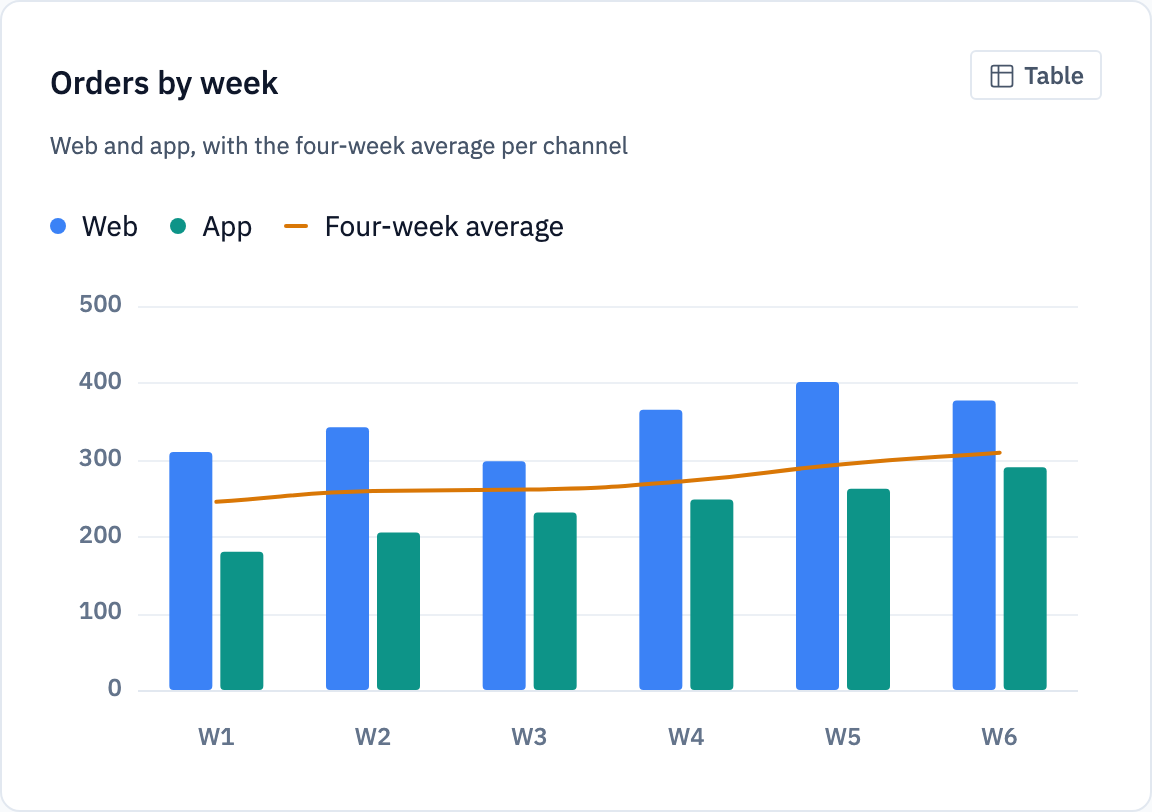 Orders by week
Table
Web and app, with the four-week average per channel
Web App Four-week average
500
400
300
200
100
0
W1 W2 W3 W4 W5 W6